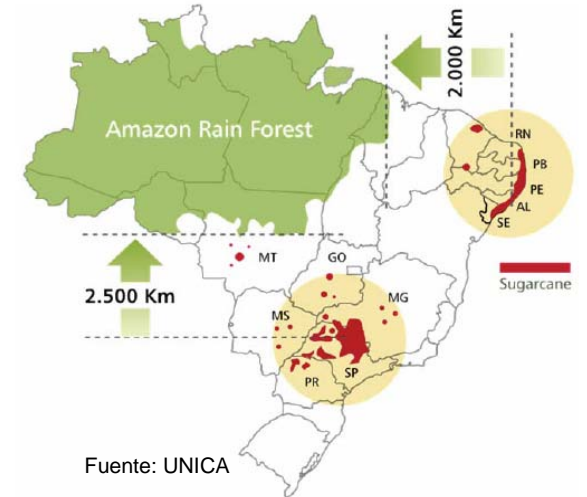 2.000 Km
Amazon Rain Forest
RN
PB
PE
AL
SE
MT
GO
Sugarcane
2.500 Km
MS
MG
SP
PR
Fuente: UNICA